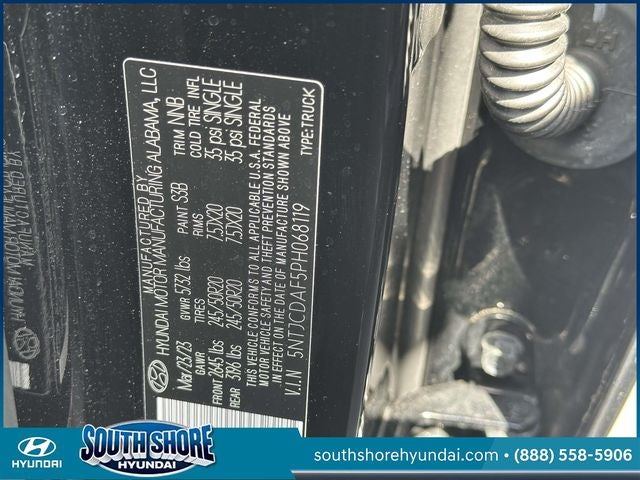 MANUFACTURED BY
HYUNDAI MOTOR MANUFACTURING ALABAMA, LLC
Mar/23/23 GVWR 5732 lbs PAINT S3B TRIM NNB
GAWR TIRES RIMS COLD TIRE INFL
FRONT 2645 lbs 245/50R20 7.5JX20 35 psi SINGLE
REAR 3186 lbs 245/50R20 7.5JX20 35 psi SINGLE
THIS VEHICLE CONFORMS TO ALL APPLICABLE U.S.A. FEDERAL
MOTOR VEHICLE SAFETY AND THEFT PREVENTION STANDARDS
IN EFFECT ON THE DATE OF MANUFACTURE SHOWN ABOVE
V.I.N 5NTJCDAF5PH068119 TYPE:TRUCK
LH
HYUNDAI
SOUTH SHORE
HYUNDAI
southshorehyundai.com • (888) 558-5906